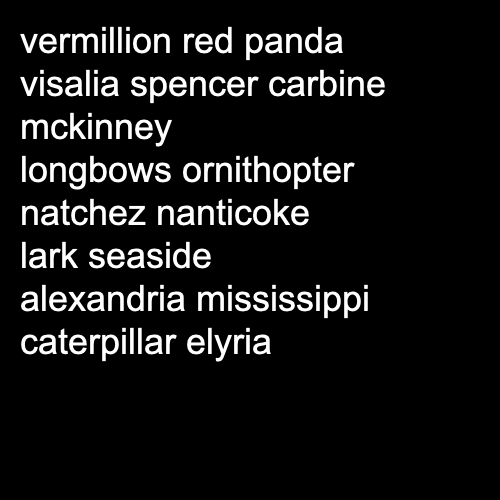 vermillion red panda
visalia spencer carbine
mckinney
longbows ornithopter
natchez nanticoke
lark seaside
alexandria mississippi
caterpillar elyria